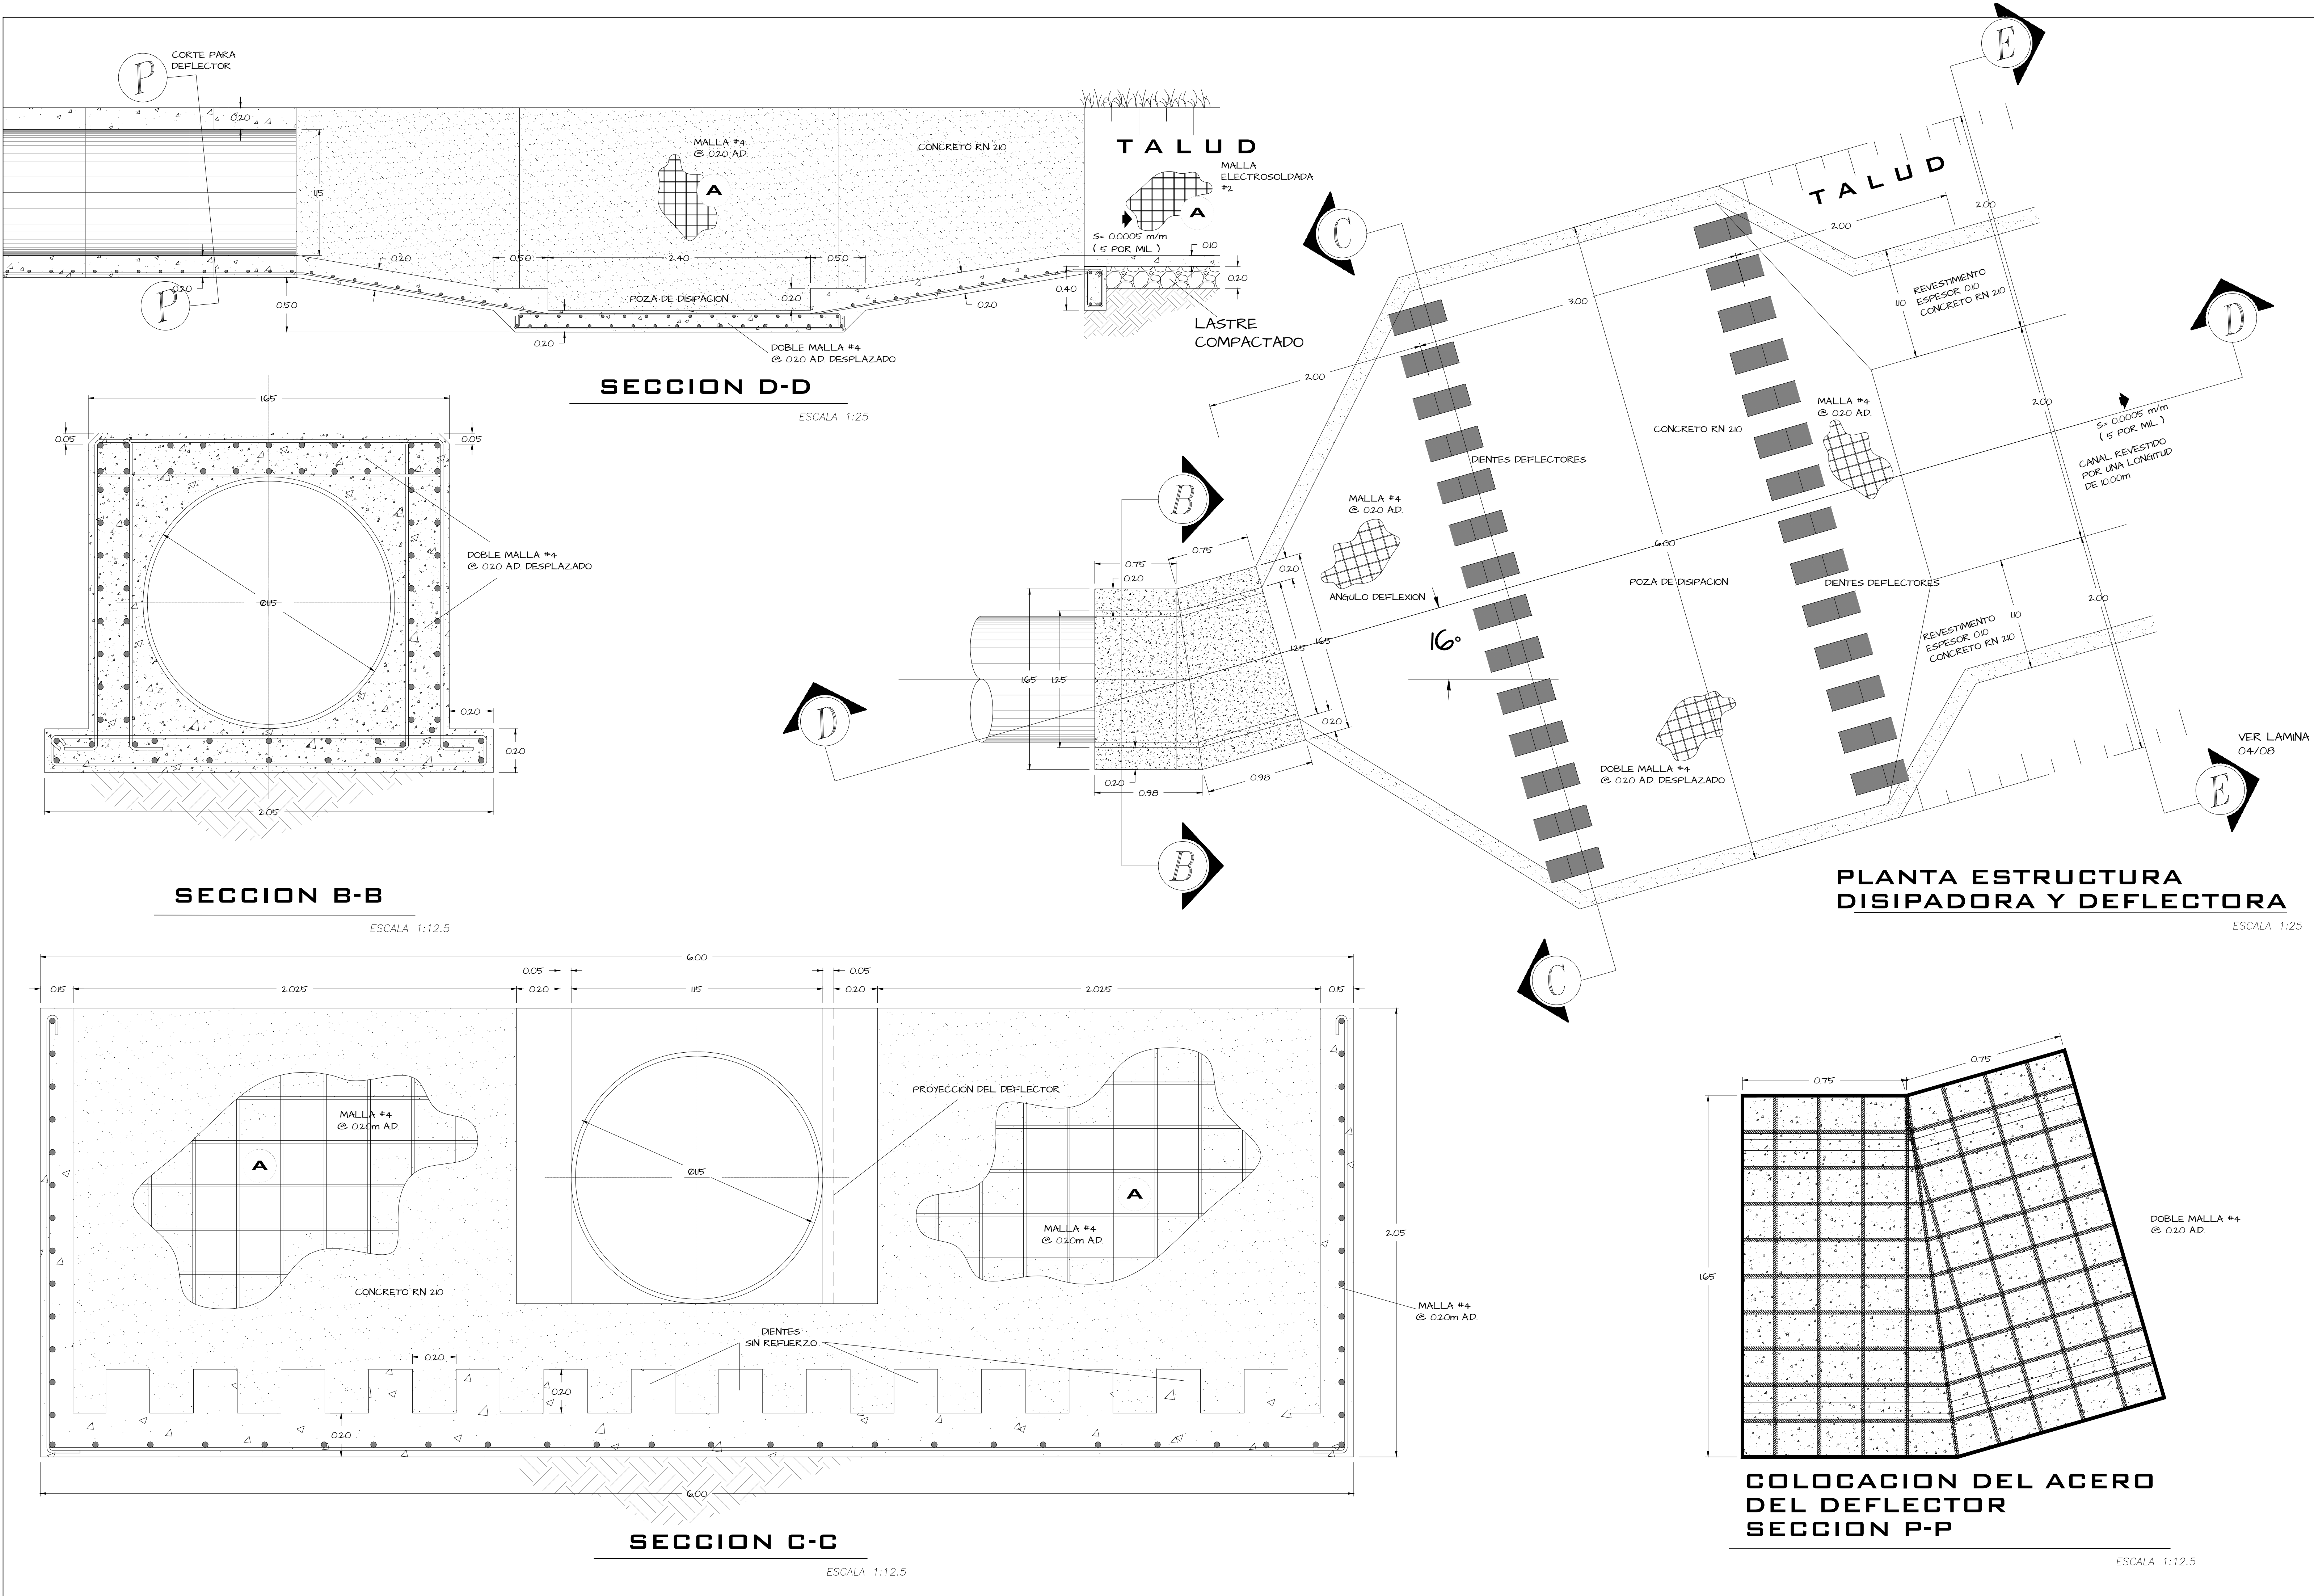 P
CORTE PARA
DEFLECTOR
0.20
1.15
0.20
P
0.50
0.20
MALLA #4
@ 0.20 A.D.
A
CONCRETO RN 210
0.50
2.40
0.50
POZA DE DISIPACION
0.20
0.20
DOBLE MALLA #4
@ 0.20 A.D. DESPLAZADO
0.20
TALUD
MALLA
ELECTROSOLDADA
#2
A
S= 0.0005 m/m
( 5 POR MIL )
0.10
0.20
0.40
LASTRE
COMPACTADO
SECCION D-D
ESCALA 1:25
1.65
0.05
0.05
DOBLE MALLA #4
@ 0.20 A.D. DESPLAZADO
Ø1.15
0.20
0.20
2.05
SECCION B-B
ESCALA 1:12.5
E
TALUD
2.00
2.00
C
3.00
2.00
1.10
REVESTIMIENTO
ESPESOR 0.10
CONCRETO RN 210
D
MALLA #4
@ 0.20 A.D.
2.00
S= 0.0005 m/m
( 5 POR MIL )
CANAL REVESTIDO
POR UNA LONGITUD
DE 10.00m
CONCRETO RN 210
DIENTES DEFLECTORES
B
MALLA #4
@ 0.20 A.D.
6.00
0.75
0.75
0.20
0.20
POZA DE DISIPACION
DIENTES DEFLECTORES
ANGULO DEFLEXION
16°
2.00
1.10
REVESTIMIENTO
ESPESOR 0.10
CONCRETO RN 210
1.65
1.25
1.25
1.65
0.20
0.20
0.98
0.98
D
DOBLE MALLA #4
@ 0.20 A.D. DESPLAZADO
VER LAMINA
04/08
E
B
C
PLANTA ESTRUCTURA
DISIPADORA Y DEFLECTORA
ESCALA 1:25
6.00
0.05
0.05
0.15
2.025
0.20
1.15
0.20
2.025
0.15
MALLA #4
@ 0.20m A.D.
A
PROYECCION DEL DEFLECTOR
Ø1.15
A
MALLA #4
@ 0.20m A.D.
2.05
CONCRETO RN 210
MALLA #4
@ 0.20m A.D.
DIENTES
SIN REFUERZO
0.20
0.20
0.20
6.00
SECCION C-C
ESCALA 1:12.5
0.75
0.75
1.65
DOBLE MALLA #4
@ 0.20 A.D.
COLOCACION DEL ACERO
DEL DEFLECTOR
SECCION P-P
ESCALA 1:12.5